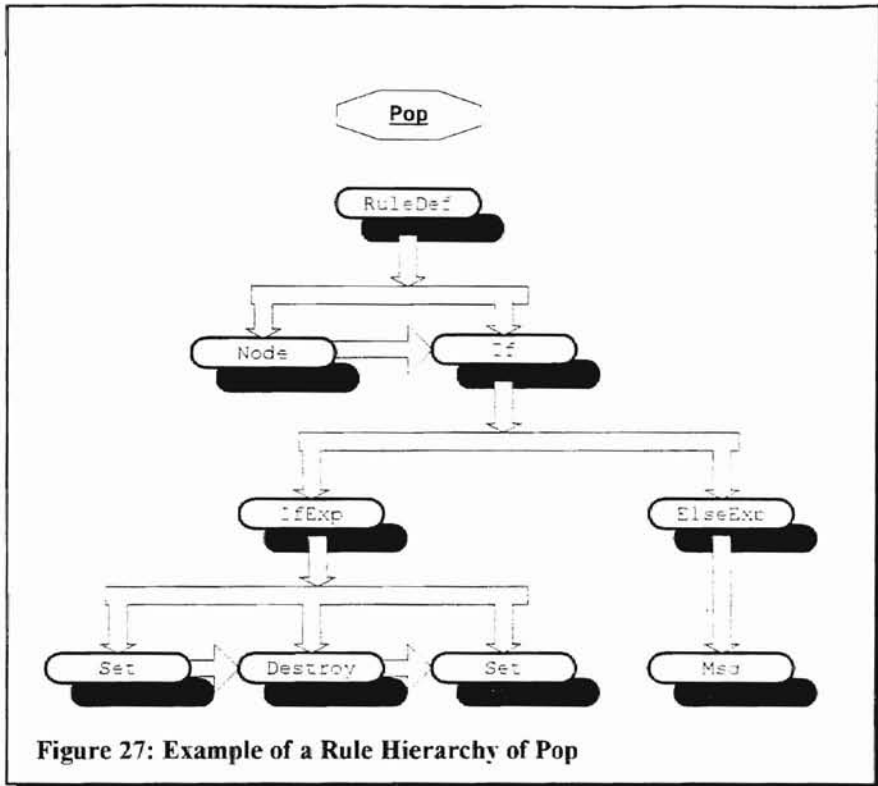 Pop
RuleDef
Node If
IfExp ElseExp
Set Destroy Set Msg
Figure 27: Example of a Rule Hierarchy of Pop